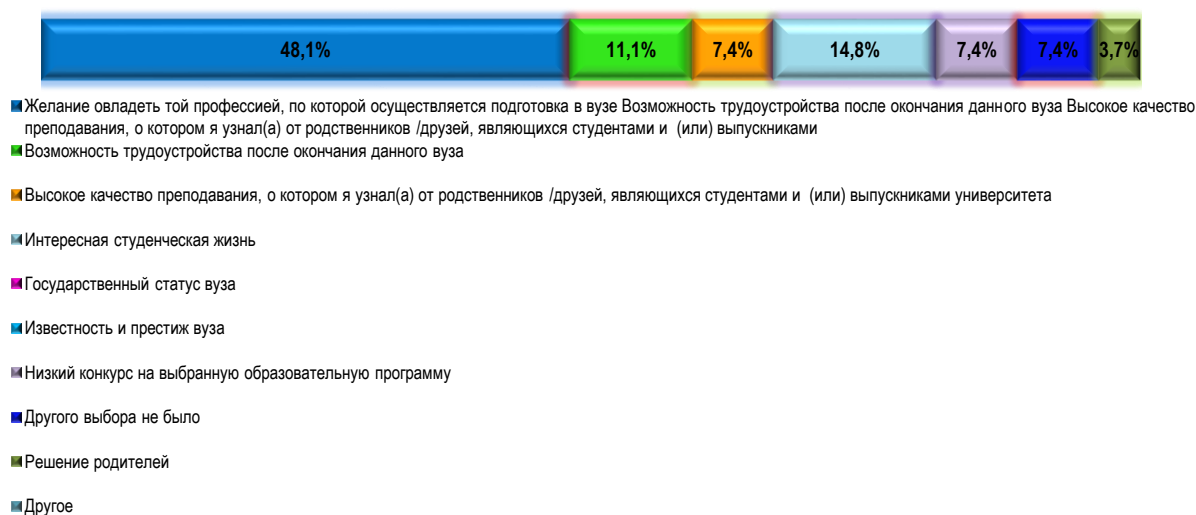 48,1% 11,1% 7,4% 14,8% 7,4% 7,4% 3,7%
Желание овладеть той профессией, по которой осуществляется подготовка в вузе Возможность трудоустройства после окончания данного вуза Высокое качество
преподавания, о котором я узнал(а) от родственников /друзей, являющихся студентами и (или) выпускниками
Возможность трудоустройства после окончания данного вуза
Высокое качество преподавания, о котором я узнал(а) от родственников /друзей, являющихся студентами и (или) выпускниками университета
Интересная студенческая жизнь
Государственный статус вуза
Известность и престиж вуза
Низкий конкурс на выбранную образовательную программу
Другого выбора не было
Решение родителей
Другое